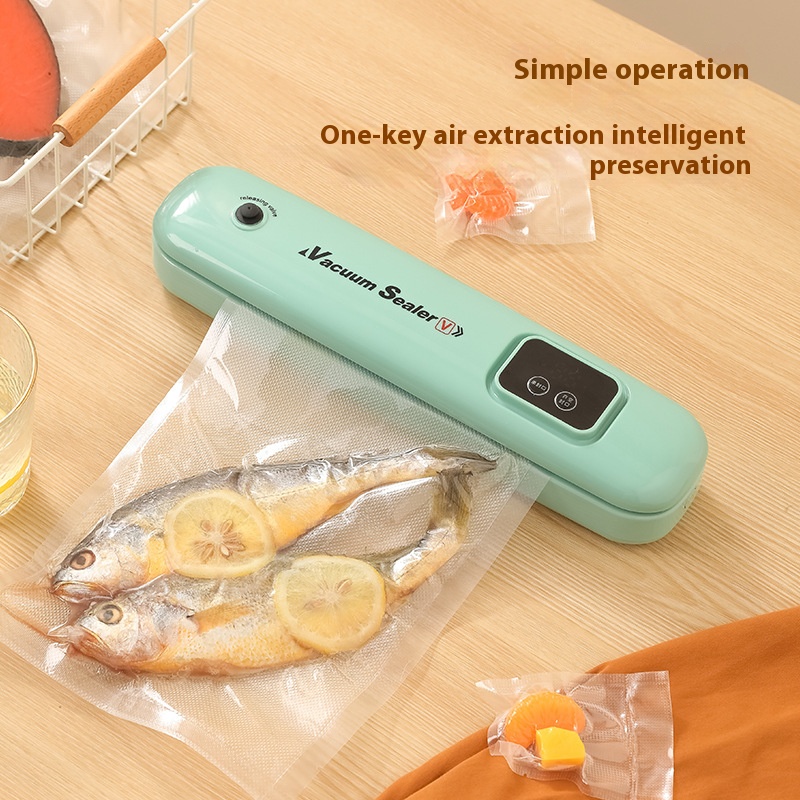 Simple operation
One-key air extraction intelligent
preservation
releasing valve
Vacuum Sealer V